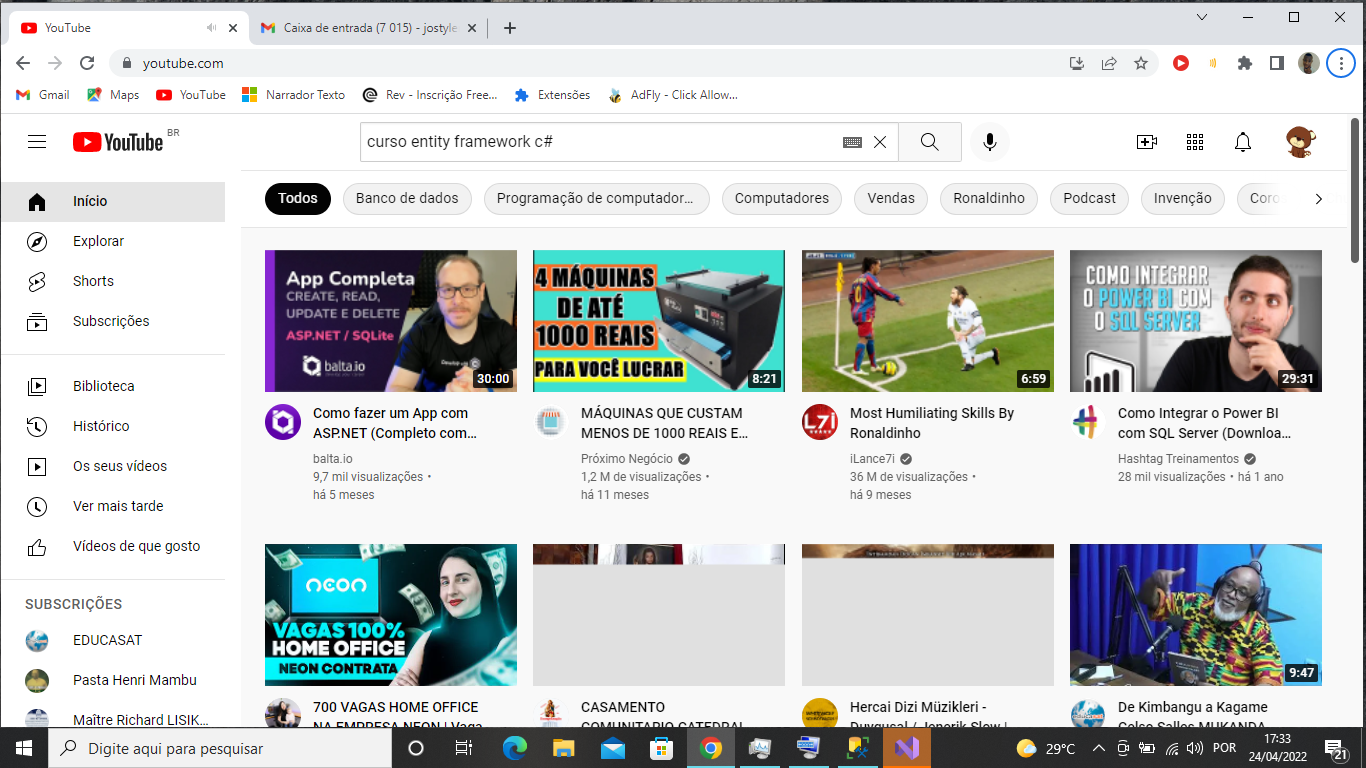 YouTube
Caixa de entrada (7 015) - jostyle
youtube.com
Gmail
Maps
YouTube
Narrador Texto
Rev - Inscrição Free...
Extensões
AdFly - Click Allow...
YouTube BR
curso entity framework c#
Início
Explorar
Shorts
Subscrições
Biblioteca
Histórico
Os seus vídeos
Ver mais tarde
Vídeos de que gosto
SUBSCRIÇÕES
EDUCASAT
Pasta Henri Mambu
Maître Richard LISIK...
Todos
Banco de dados
Programação de computador...
Computadores
Vendas
Ronaldinho
Podcast
Invenção
App Completa
CREATE, READ,
UPDATE E DELETE
ASP.NET / SQLite
balta.io
30:00
Como fazer um App com
ASP.NET (Completo com...
balta.io
9,7 mil visualizações •
há 5 meses
4 MÁQUINAS
DE ATÉ
1000 REAIS
PARA VOCÊ LUCRAR
8:21
MÁQUINAS QUE CUSTAM
MENOS DE 1000 REAIS E...
Próximo Negócio
1,2 M de visualizações •
há 11 meses
6:59
L7i
Most Humiliating Skills By
Ronaldinho
iLance7i
36 M de visualizações •
há 9 meses
COMO INTEGRAR
O POWER BI COM
O SQL SERVER
29:31
Como Integrar o Power BI
com SQL Server (Downloa...
Hashtag Treinamentos
28 mil visualizações • há 1 ano
neon
VAGAS 100%
HOME OFFICE
NEON CONTRATA
700 VAGAS HOME OFFICE
NA EMPRESA NEON | Vaga
CASAMENTO
COMUNITARIO CATEDRAL
Hercai Dizi Müzikleri -
Duygusal / Jenerik Slow |
9:47
De Kimbangu a Kagame
Celso Salles MUKANDA
Digite aqui para pesquisar
29°C
POR
17:33
24/04/2022
21